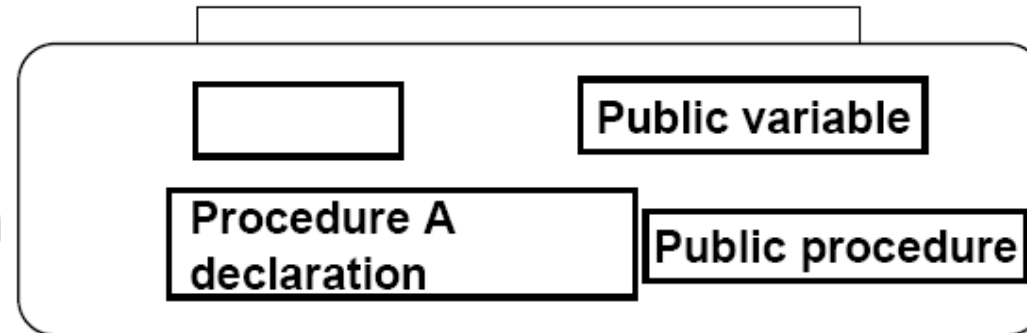 Public variable
Procedure A
declaration
Public procedure